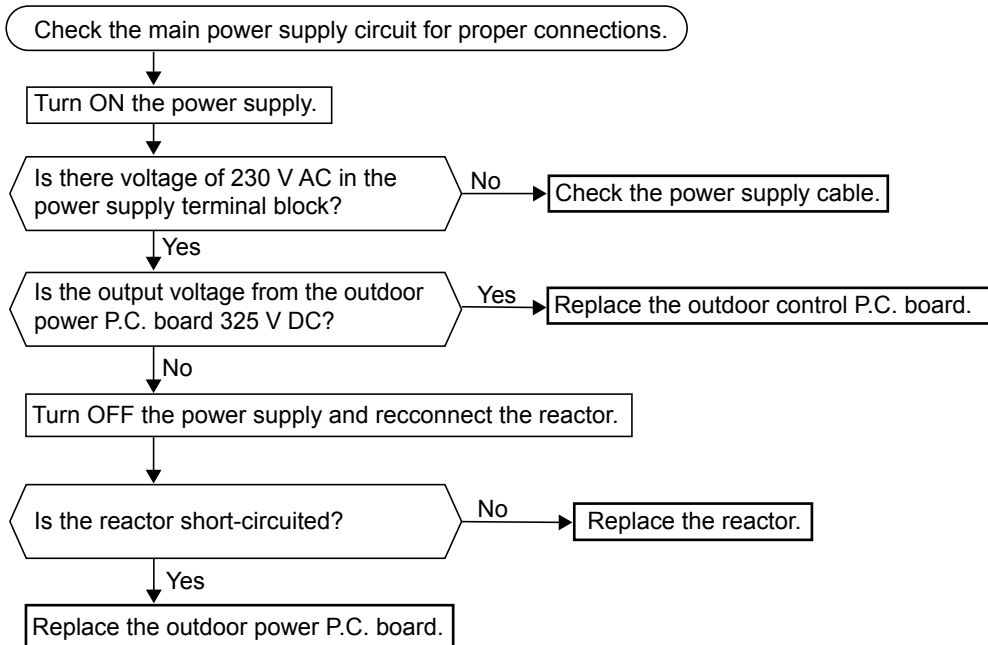 Check the main power supply circuit for proper connections.
Turn ON the power supply.
Is there voltage of 230 V AC in the
power supply terminal block?
No
Check the power supply cable.
Yes
Is the output voltage from the outdoor
power P.C. board 325 V DC?
Yes
Replace the outdoor control P.C. board.
No
Turn OFF the power supply and recconnect the reactor.
Is the reactor short-circuited?
No
Replace the reactor.
Yes
Replace the outdoor power P.C. board.